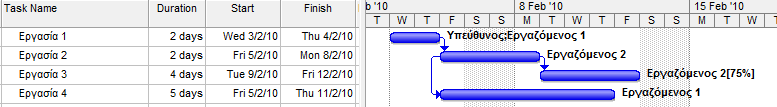 Task Name Duration Start Finish b '10 8 Feb '10 15 Feb '10
T W T F S S M T W T F S S M T W T
Εργασία 1 2 days Wed 3/2/10 Thu 4/2/10 Υπεύθυνος;Εργαζόμενος 1
Εργασία 2 2 days Fri 5/2/10 Mon 8/2/10 Εργαζόμενος 2
Εργασία 3 4 days Tue 9/2/10 Fri 12/2/10 Εργαζόμενος 2[75%]
Εργασία 4 5 days Fri 5/2/10 Thu 11/2/10 Εργαζόμενος 1